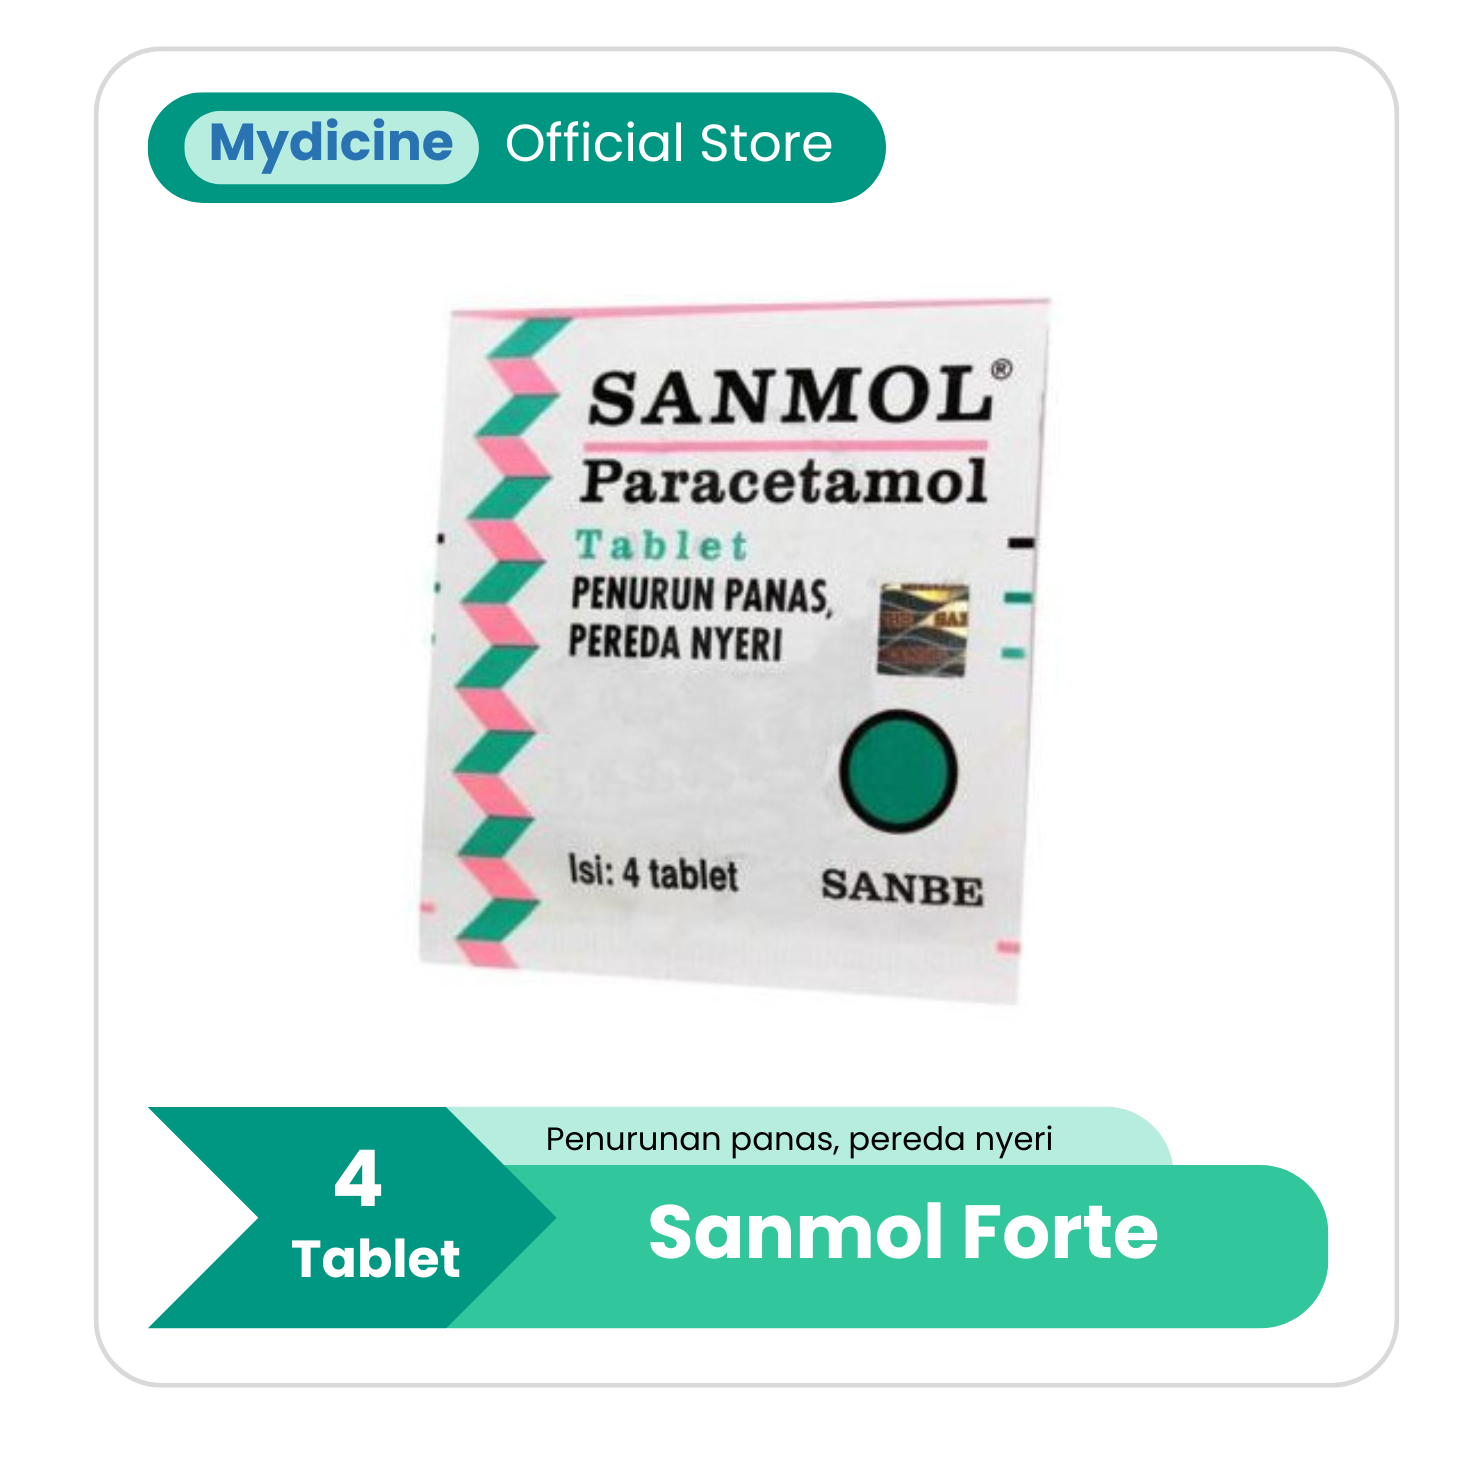 Mydicine Official Store
SANMOL®
Paracetamol
Tablet
PENURUN PANAS,
PEREDA NYERI
Isi: 4 tablet
SANBE
Penurunan panas, pereda nyeri
4
Tablet
Sanmol Forte